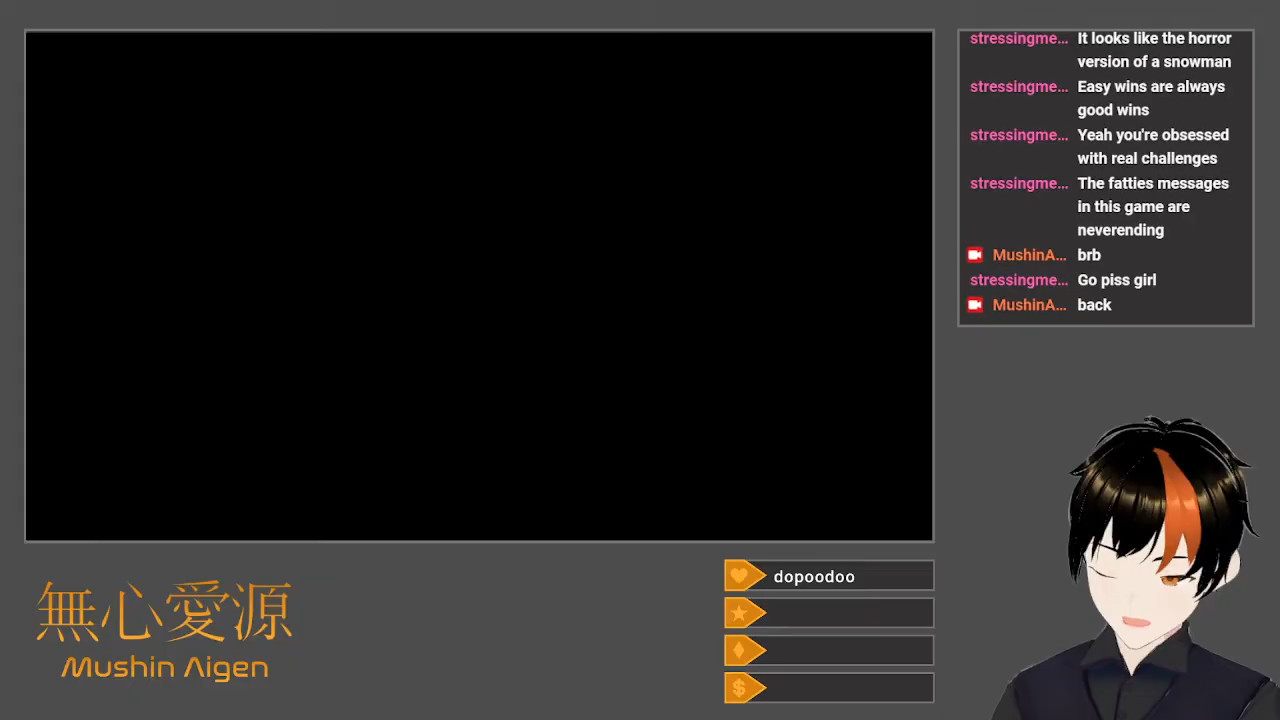 stressingme... It looks like the horror
version of a snowman
stressingme... Easy wins are always
good wins
stressingme... Yeah you're obsessed
with real challenges
stressingme... The fatties messages
in this game are
neverending
MushinA... brb
stressingme... Go piss girl
MushinA... back
dopoodoo
$
無心愛源
Mushin Aigen